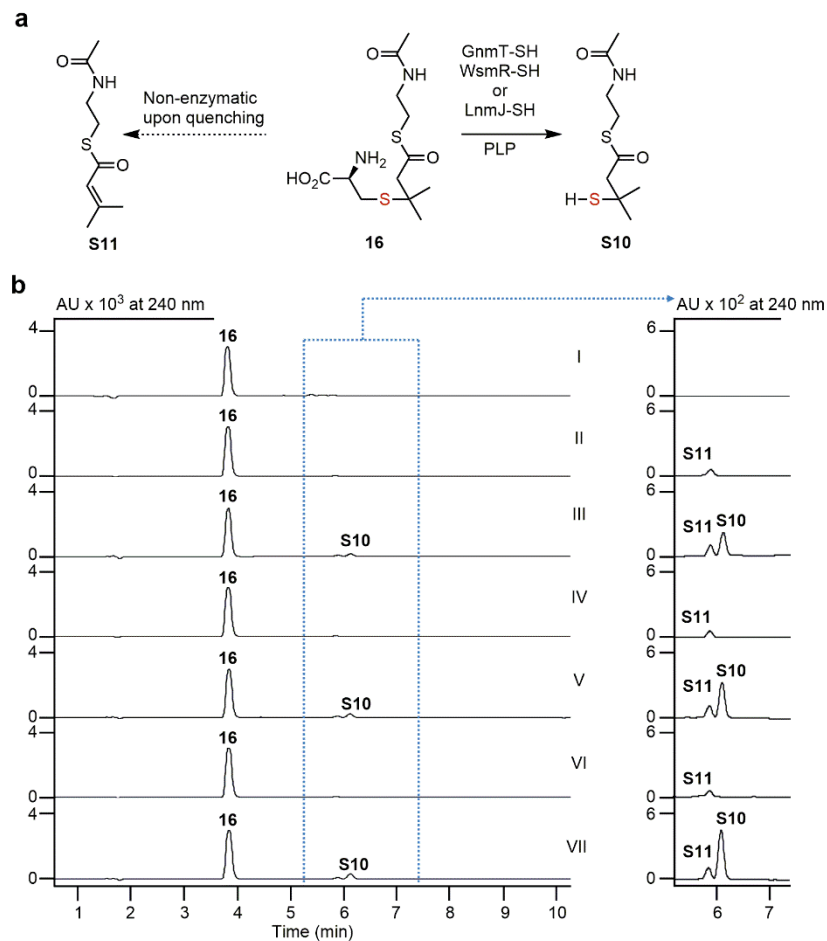 a
O
NH
S
O
S11
Non-enzymatic
upon quenching
O
NH
S
O
NH2
HO2C
S
16
GnmT-SH
WsmR-SH
or
LnmJ-SH
PLP
O
NH
S
O
H-S
S10
b
AU x 10³ at 240 nm
AU x 10² at 240 nm
4
16
I
0
6
0
4
16
II
0
6
S11
0
4
16
S10
III
0
6
S11
S10
0
4
16
IV
0
6
S11
0
4
16
S10
V
0
6
S11
S10
0
4
16
VI
0
6
S11
0
4
16
S10
VII
0
6
S11
S10
0
1 2 3 4 5 6 7 8 9 10
Time (min)
6 7